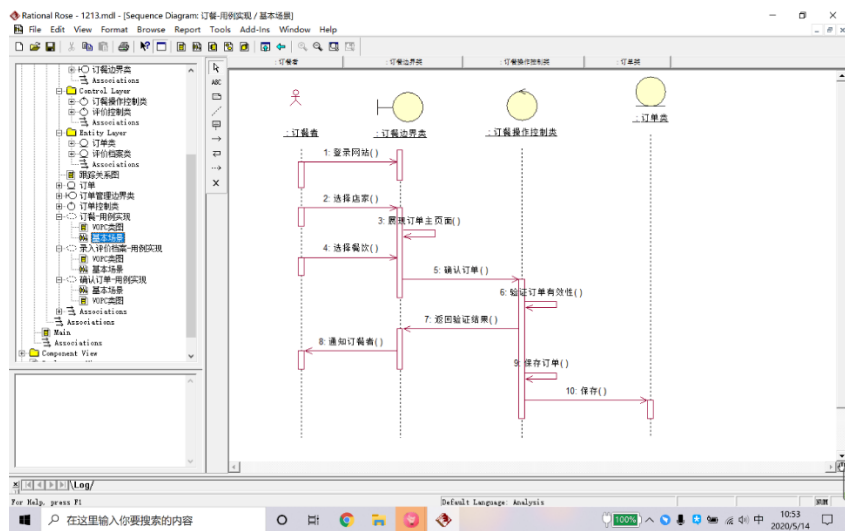 Rational Rose - 1213.mdl - [Sequence Diagram: 订餐-用例实现 / 基本场景]
File Edit View Format Browse Report Tools Add-Ins Window Help
订餐边界类
Associations
Control Layer
订餐操作控制类
评价控制类
Associations
Entity Layer
订单类
评价档案类
Associations
跟踪关系图
订单
订单管理边界类
订单控制类
订餐-用例实现
VOPC类图
基本场景
录入评价档案-用例实现
VOPC类图
基本场景
确认订单-用例实现
基本场景
VOPC类图
Associations
Associations
Main
Associations
Component View
ABC
: 订餐者 : 订餐边界类 : 订餐操作控制类 : 订单类
: 订餐者 : 订餐边界类 : 订餐操作控制类 : 订单类
1: 登录网站( )
2: 选择店家( )
3: 展现订单主页面( )
4: 选择餐饮( )
5: 确认订单( )
6: 验证订单有效性( )
7: 返回验证结果( )
8: 通知订餐者( )
9: 保存订单( )
10: 保存( )
Log
For Help, press F1 Default Language: Analysis NUM
在这里输入你要搜索的内容 100% 中 10:53
2020/5/14